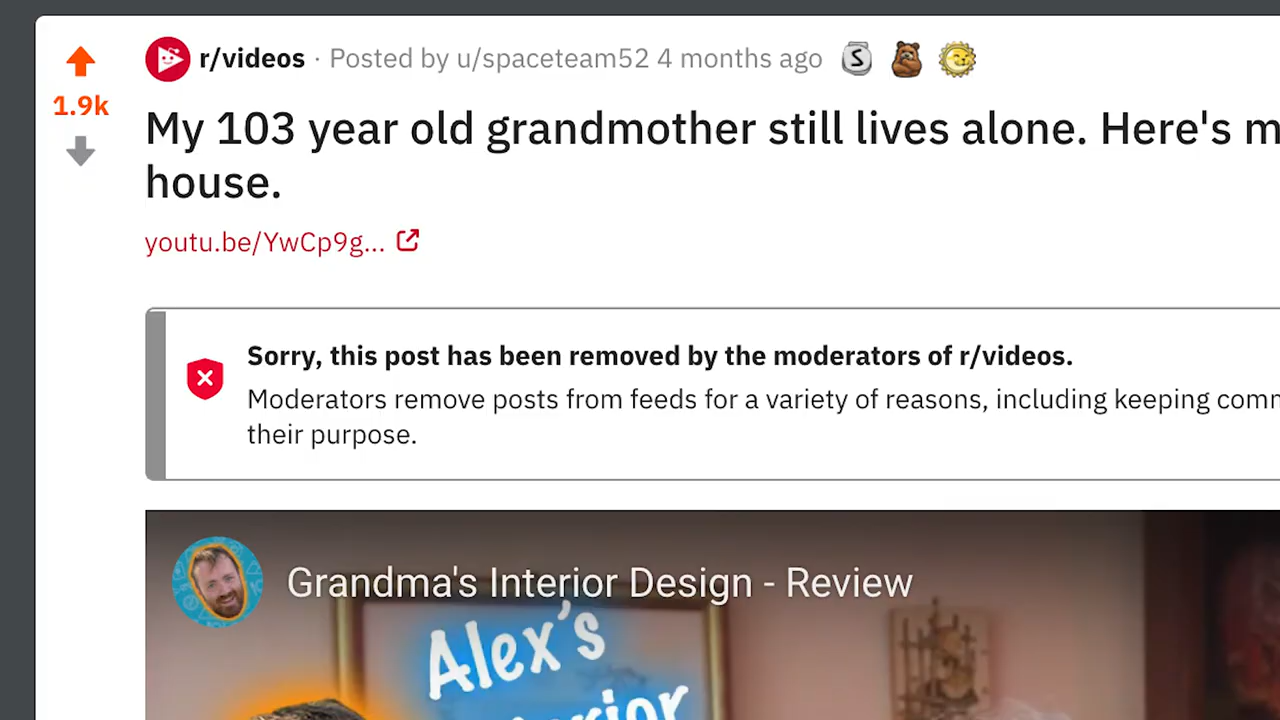 r/videos · Posted by u/spaceteam52 4 months ago
1.9k
My 103 year old grandmother still lives alone. Here's m
house.
youtu.be/YwCp9g...
Sorry, this post has been removed by the moderators of r/videos.
Moderators remove posts from feeds for a variety of reasons, including keeping comm
their purpose.
Grandma's Interior Design - Review
Alex's